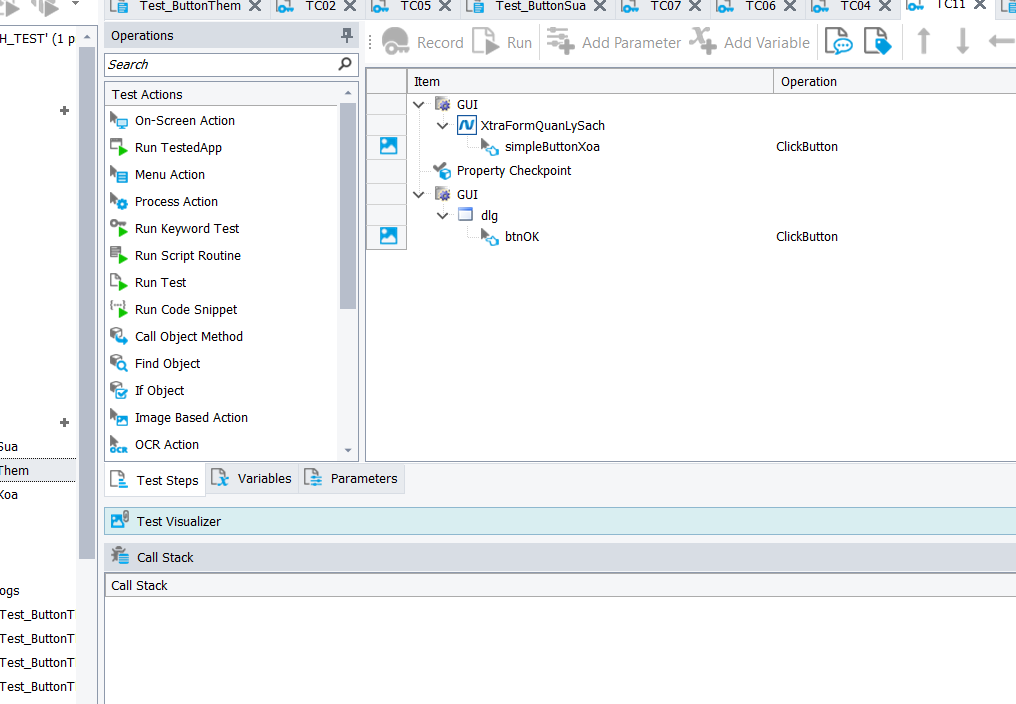 Test_ButtonThem TC02 TC05 Test_ButtonSua TC07 TC06 TC04 TC11
H_TEST' (1 p
Operations
Record Run Add Parameter Add Variable
Search
Item Operation
Test Actions
GUI
On-Screen Action
XtraFormQuanLySach
Run TestedApp
simpleButtonXoa ClickButton
Menu Action
Property Checkpoint
Process Action
GUI
dlg
Run Keyword Test
btnOK ClickButton
Run Script Routine
Run Test
Run Code Snippet
Call Object Method
Find Object
If Object
Image Based Action
OCR Action
Sua
Them
Xoa
Test Steps Variables Parameters
Test Visualizer
Call Stack
Call Stack
ogs
Test_ButtonT
Test_ButtonT
Test_ButtonT
Test_ButtonT